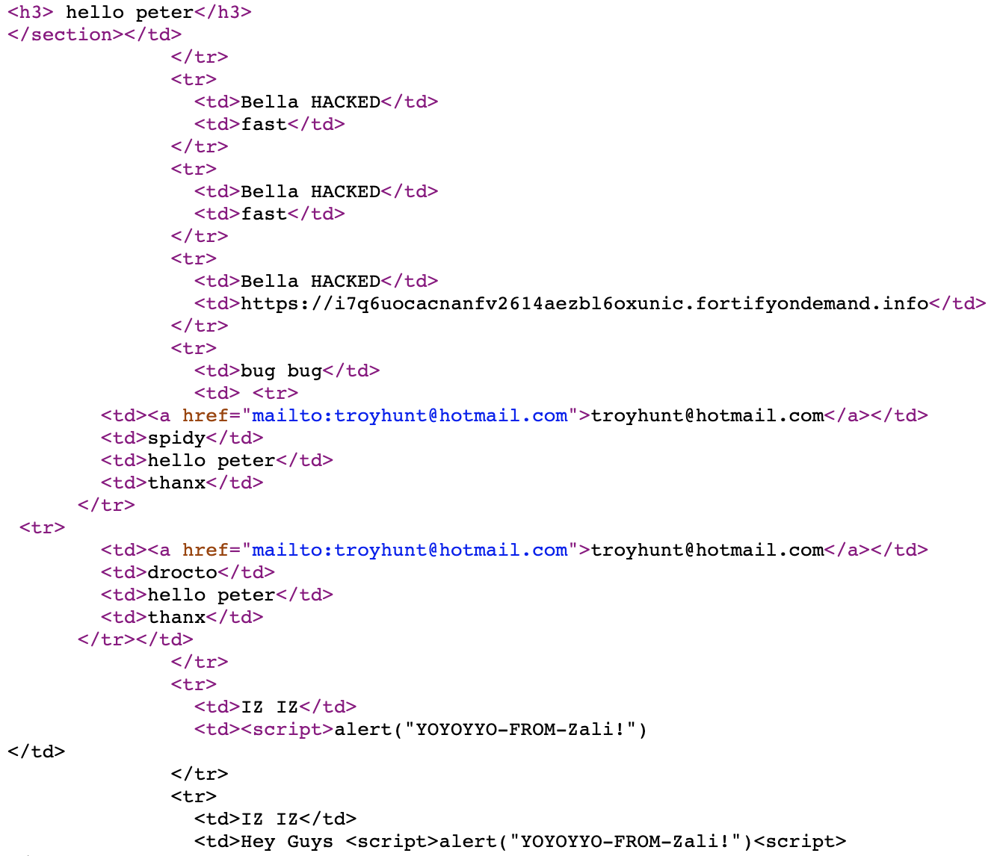 <h3> hello peter</h3>
</section></td>
</tr>
<tr>
<td>Bella HACKED</td>
<td>fast</td>
</tr>
<tr>
<td>Bella HACKED</td>
<td>fast</td>
</tr>
<tr>
<td>Bella HACKED</td>
<td>https://i7q6uocacnanfv2614aezbl6oxunic.fortifyondemand.info</td>
</tr>
<tr>
<td>bug bug</td>
<td> <tr>
<td><a href="mailto:troyhunt@hotmail.com">troyhunt@hotmail.com</a></td>
<td>spidy</td>
<td>hello peter</td>
<td>thanx</td>
</tr>
<tr>
<td><a href="mailto:troyhunt@hotmail.com">troyhunt@hotmail.com</a></td>
<td>drocto</td>
<td>hello peter</td>
<td>thanx</td>
</tr></td>
</tr>
<tr>
<td>IZ IZ</td>
<td><script>alert("YOYOYYO-FROM-Zali!")
</td>
</tr>
<tr>
<td>IZ IZ</td>
<td>Hey Guys <script>alert("YOYOYYO-FROM-Zali!")<script>